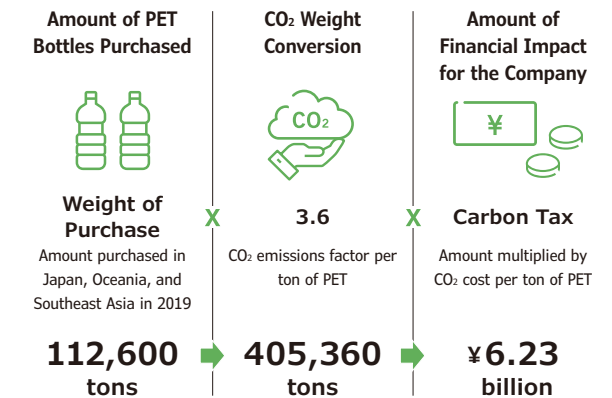 Amount of PET
Bottles Purchased
Weight of
Purchase
Amount purchased in
Japan, Oceania, and
Southeast Asia in 2019
112,600
tons
X
CO₂ Weight
Conversion
CO₂
3.6
CO₂ emissions factor per
ton of PET
405,360
tons
X
Amount of
Financial Impact
for the Company
¥
Carbon Tax
Amount multiplied by
CO₂ cost per ton of PET
¥6.23
billion